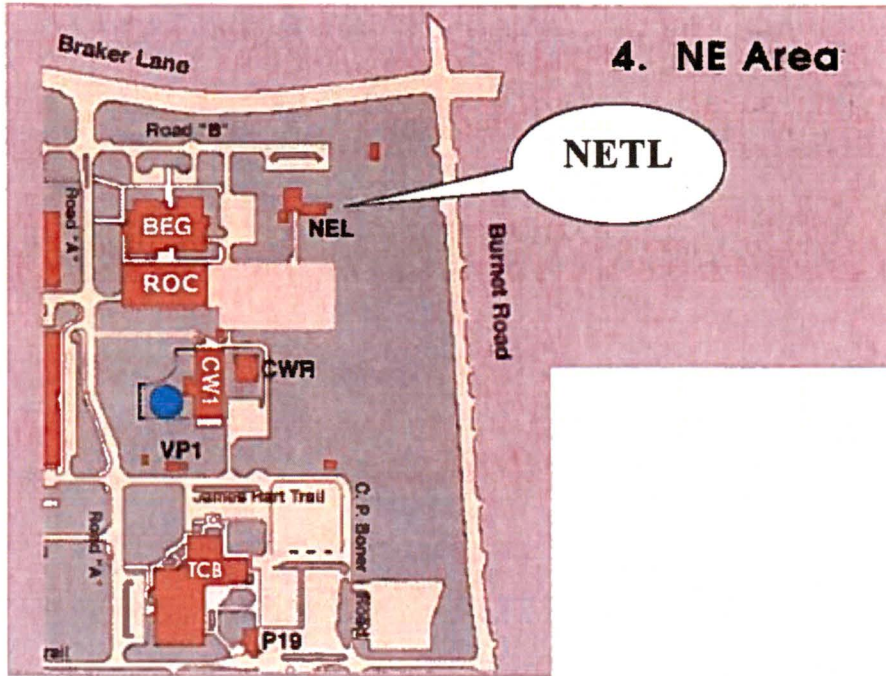 Braker Lane
4. NE Area
Road "B"
NETL
Road "A"
BEG
NEL
ROC
Burnet Road
CW1
CWR
VP1
James Hart Trail
C. P. Boner Road
Road "A"
TCB
P19